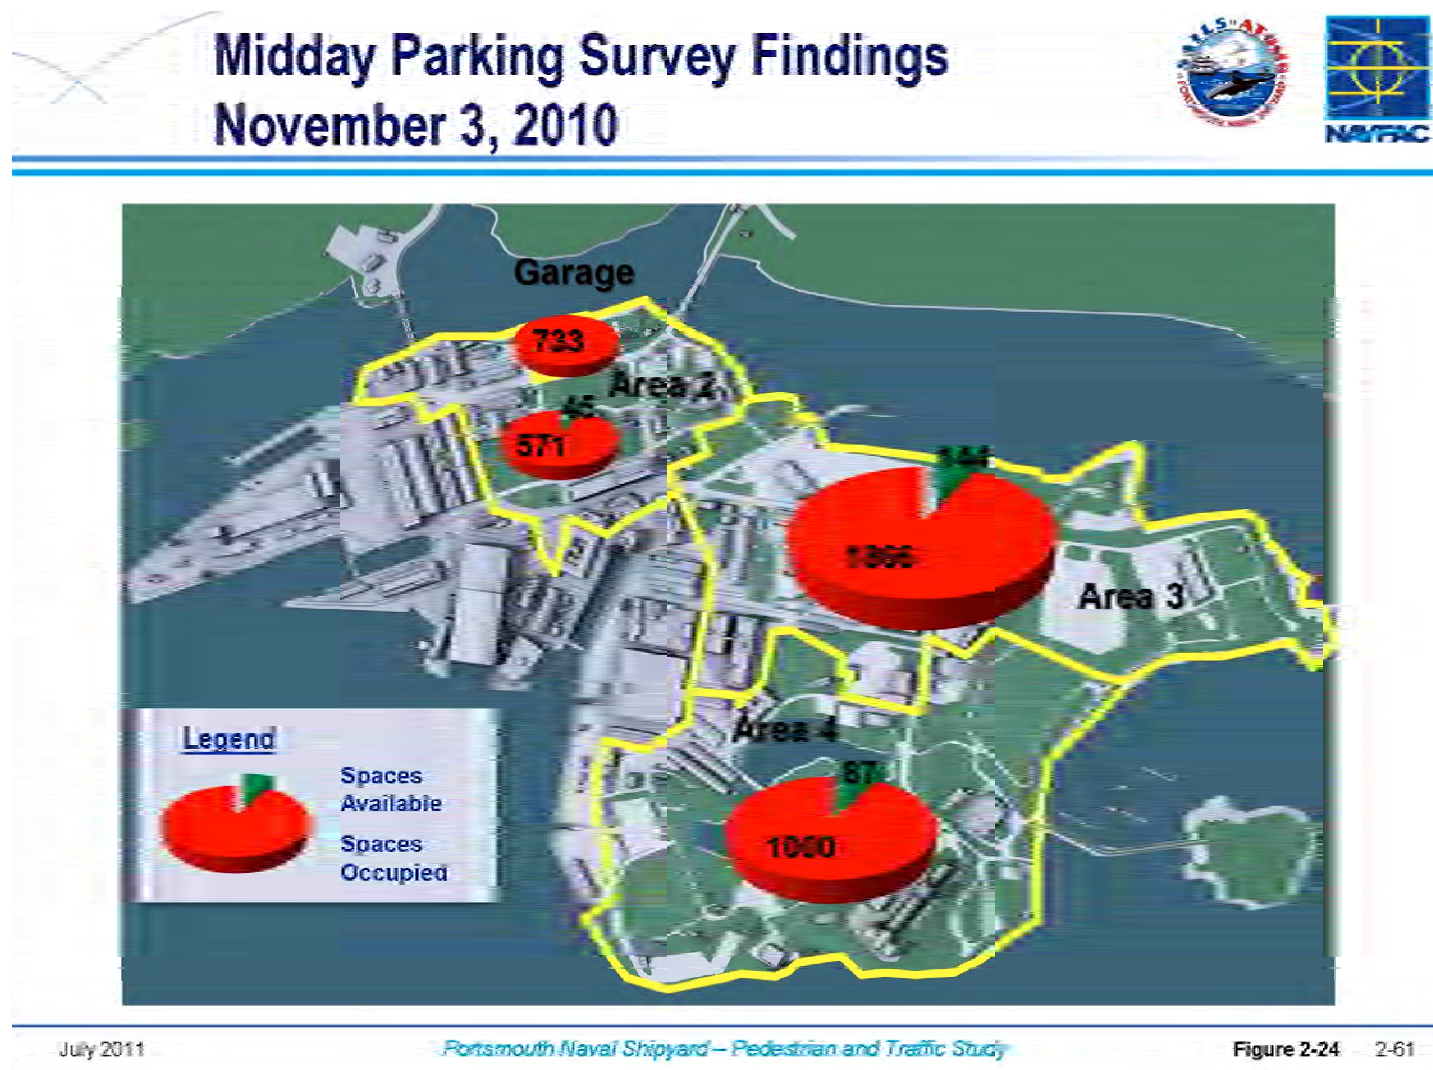 Midday Parking Survey Findings
November 3, 2010
NAVFAC
Garage
733
Area 2
571
144
Area 3
Area 4
87
1000
Legend
Spaces
Available
Spaces
Occupied
July 2011
Portsmouth Naval Shipyard – Pedestrian and Traffic Study
Figure 2-24
2-61